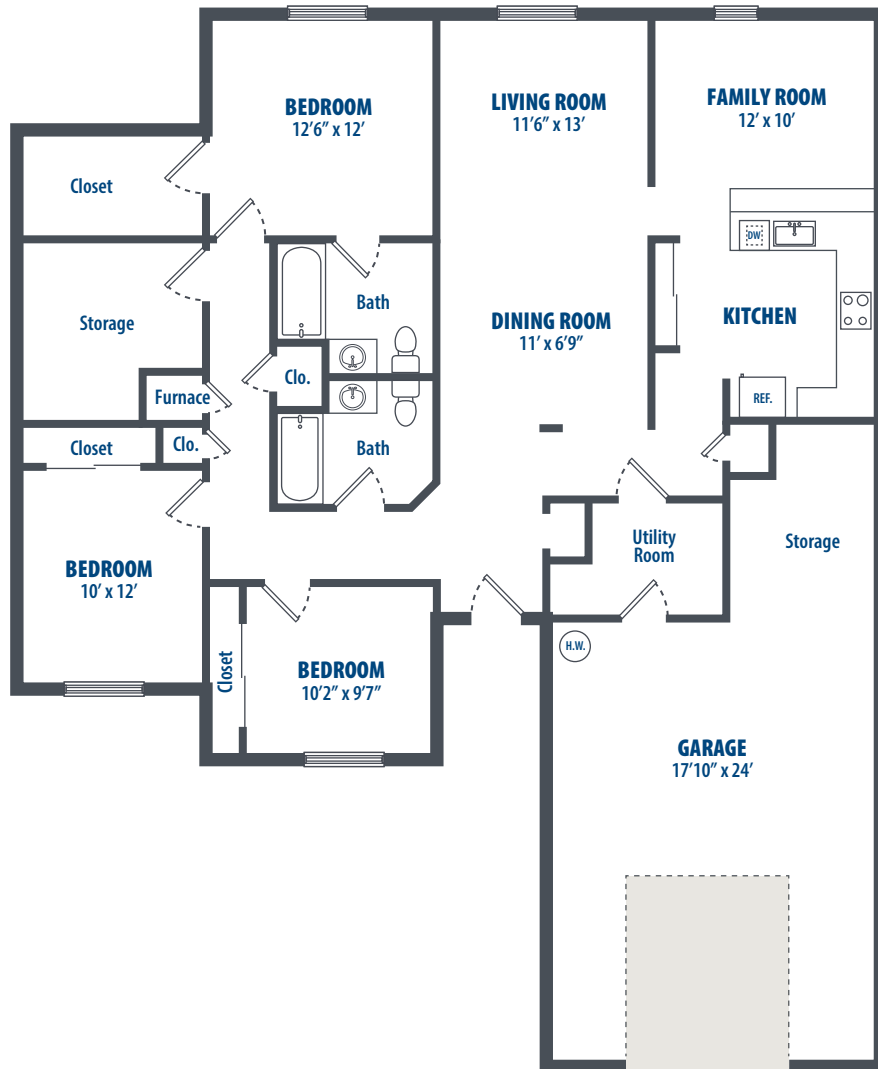 BEDROOM
12’6” x 12’
LIVING ROOM
11’6” x 13’
FAMILY ROOM
12’ x 10’
Closet
DW
Bath
Storage
DINING ROOM
11’ x 6’9”
KITCHEN
Clo.
Furnace
REF.
Closet
Clo.
Bath
Utility
Room
Storage
BEDROOM
10’ x 12’
H.W.
Closet
BEDROOM
10’2” x 9’7”
GARAGE
17’10” x 24’